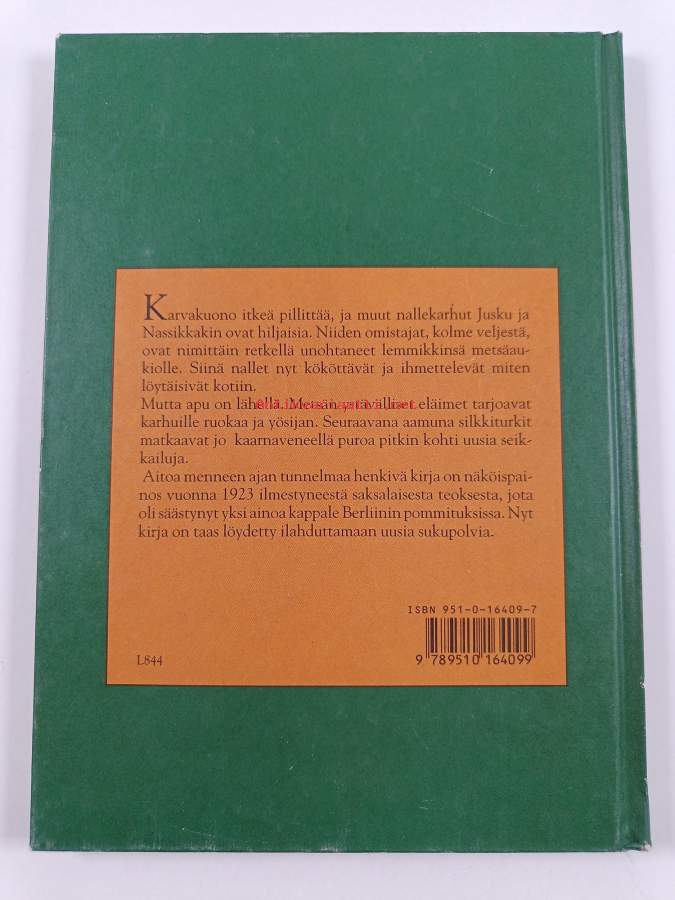 Karvakuono itkeä pillittää, ja muut nallekarhut Jusku ja
Nassikkakin ovat hiljaisia. Niiden omistajat, kolme veljestä,
ovat nimittäin retkellä unohtaneet lemmikkinsä metsäau-
kiolle. Siinä nallet nyt kököttävät ja ihmettelevät miten
löytäisivät kotiin.
Mutta apu on lähellä. Metsän ystävälliset eläimet tarjoavat
karhuille ruokaa ja yösijan. Seuraavana aamuna silkkiturkit
matkaavat jo kaarnaveneellä puroa pitkin kohti uusia seik-
kailuja.
Aitoa menneen ajan tunnelmaa henkivä kirja on näköispai-
nos vuonna 1923 ilmestyneestä saksalaisesta teoksesta, jota
oli säästynyt yksi ainoa kappale Berliinin pommituksissa. Nyt
kirja on taas löydetty ilahduttamaan uusia sukupolvia.
ISBN 951-0-16409-7
9 789510 164099
L844